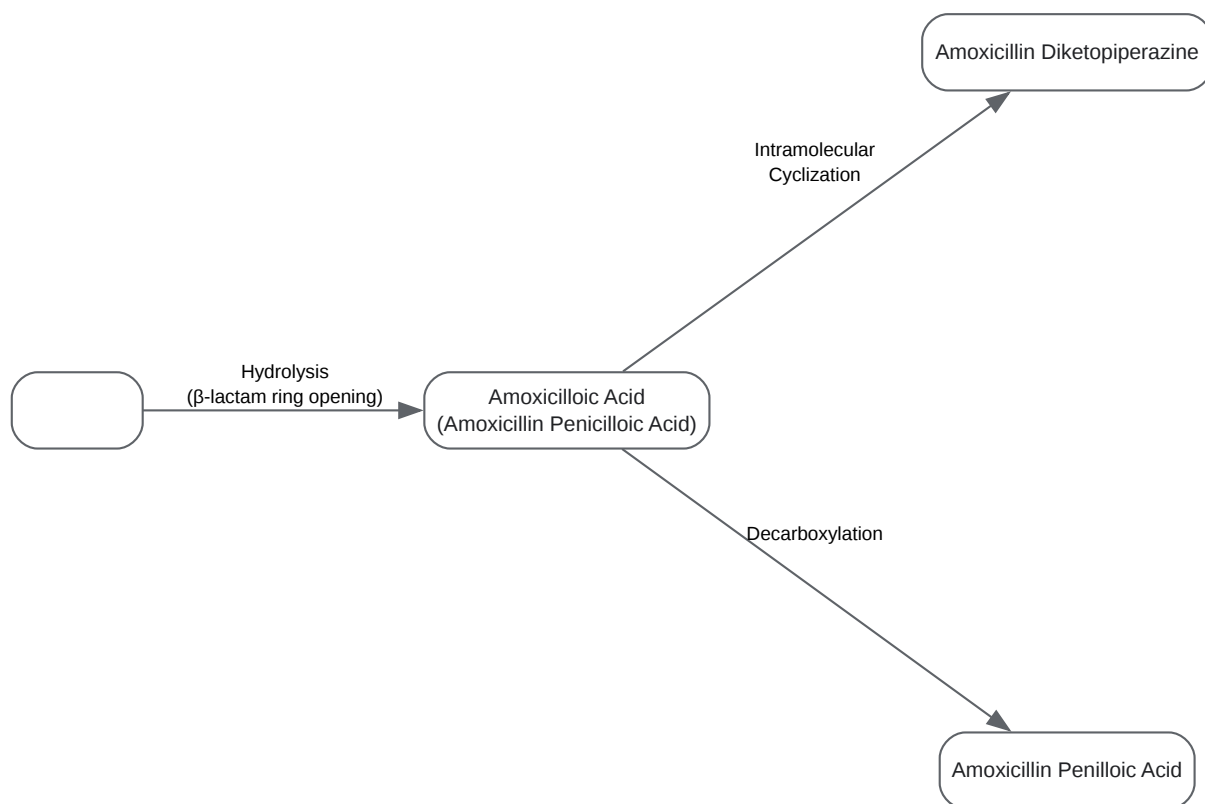 Amoxicillin Diketopiperazine
Intramolecular
Cyclization
Hydrolysis
(β-lactam ring opening)
Amoxicilloic Acid
(Amoxicillin Penicilloic Acid)
Decarboxylation
Amoxicillin Penilloic Acid